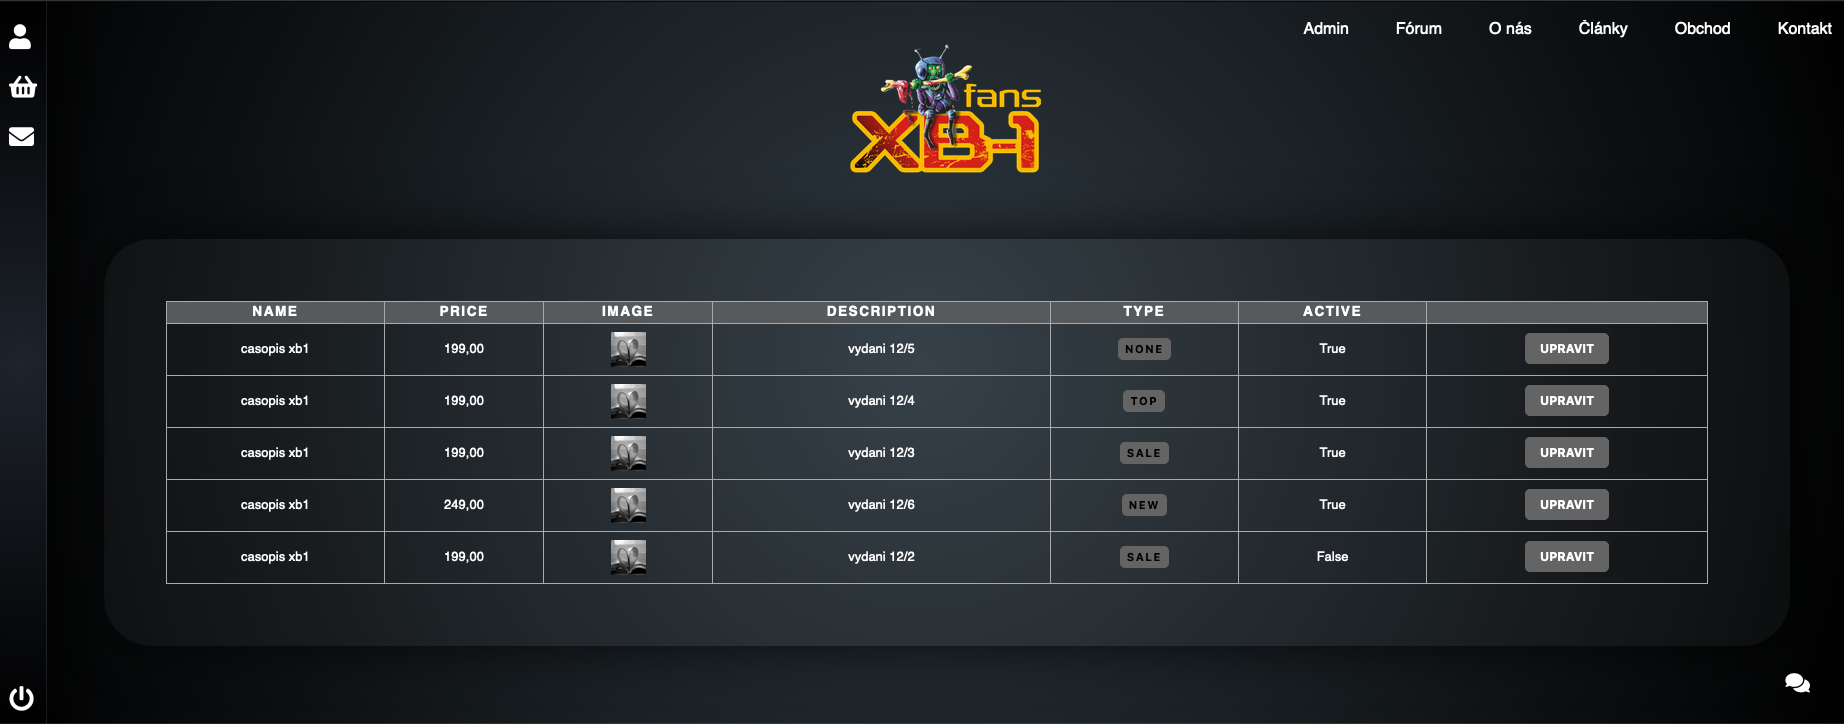 Admin Fórum O nás Články Obchod Kontakt
fans
XB-1
NAME PRICE IMAGE DESCRIPTION TYPE ACTIVE
casopis xb1 199,00 vydani 12/5 NONE True UPRAVIT
casopis xb1 199,00 vydani 12/4 TOP True UPRAVIT
casopis xb1 199,00 vydani 12/3 SALE True UPRAVIT
casopis xb1 249,00 vydani 12/6 NEW True UPRAVIT
casopis xb1 199,00 vydani 12/2 SALE False UPRAVIT